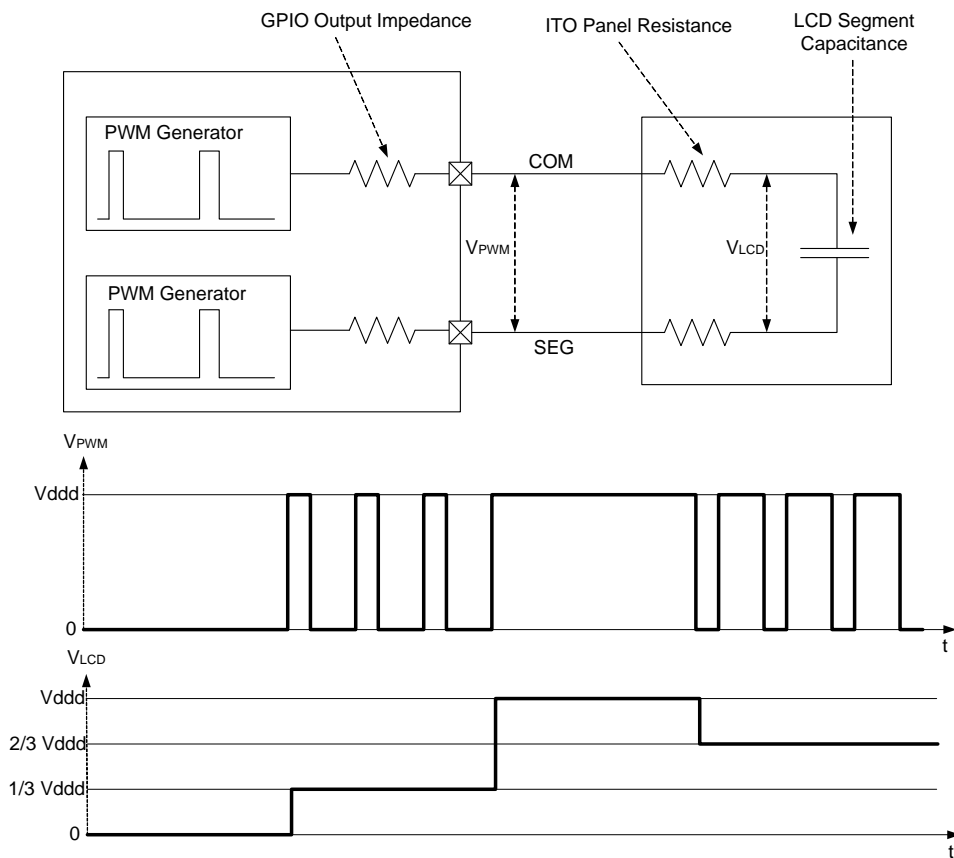 GPIO Output Impedance
ITO Panel Resistance
LCD Segment
Capacitance
PWM Generator
COM
VPWM
VLCD
PWM Generator
SEG
VPWM
Vddd
0
t
VLCD
Vddd
2/3 Vddd
1/3 Vddd
0
t